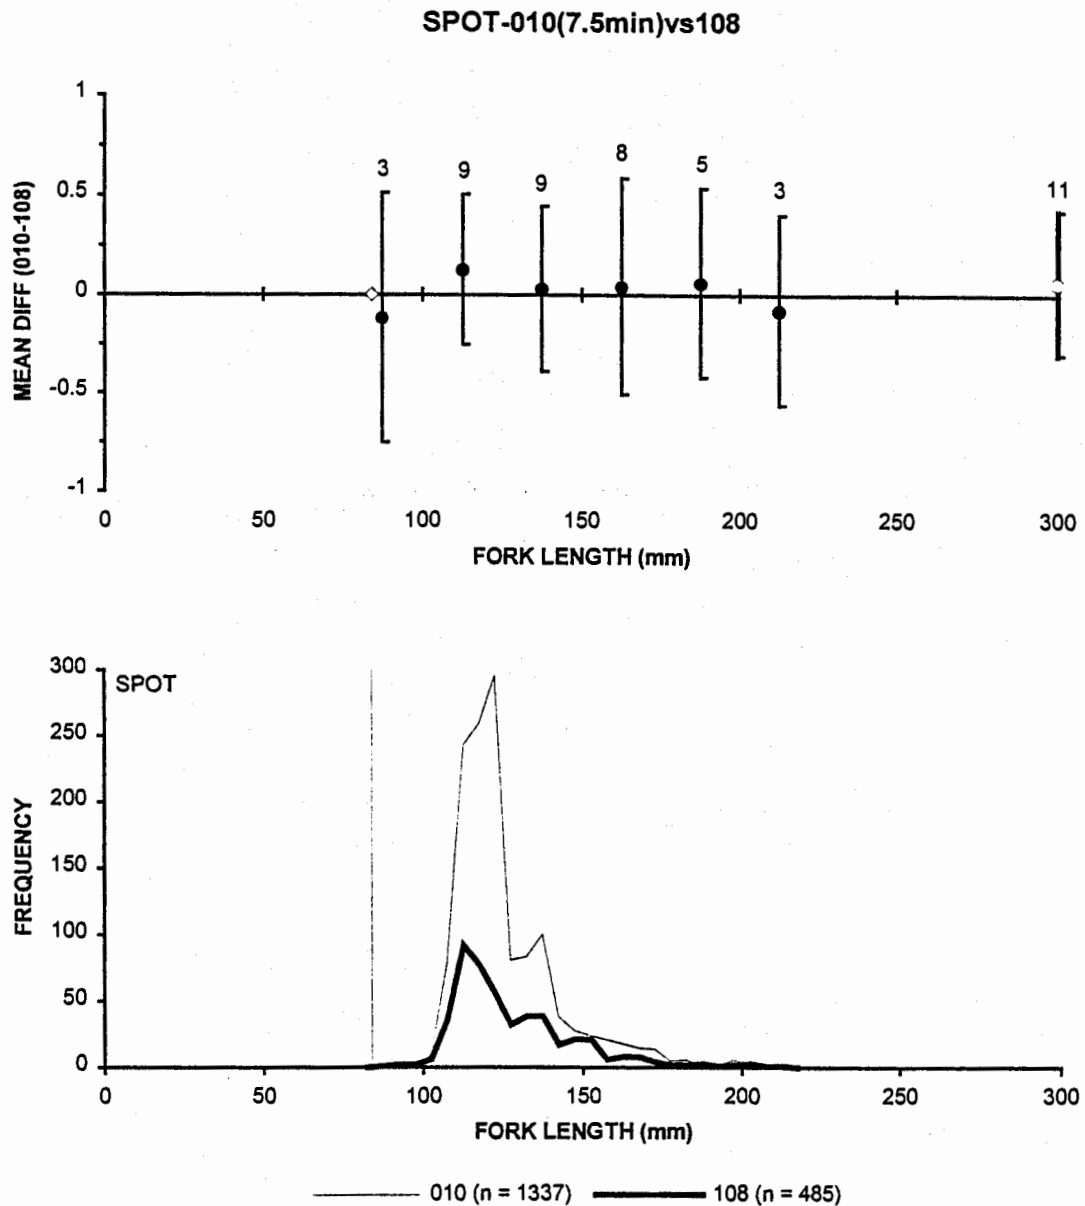 SPOT-010(7.5min)vs108
1
0.5
0
-0.5
-1
MEAN DIFF (010-108)
3 9 9 8 5 3 11
0 50 100 150 200 250 300
FORK LENGTH (mm)
300
250
200
150
100
50
0
FREQUENCY
SPOT
0 50 100 150 200 250 300
FORK LENGTH (mm)
010 (n = 1337) 108 (n = 485)